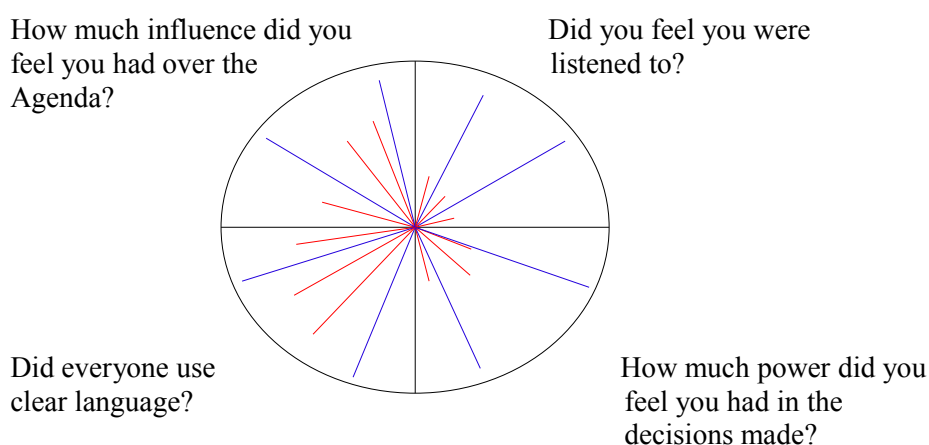 How much influence did you
feel you had over the
Agenda?
Did you feel you were
listened to?
Did everyone use
clear language?
How much power did you
feel you had in the
decisions made?